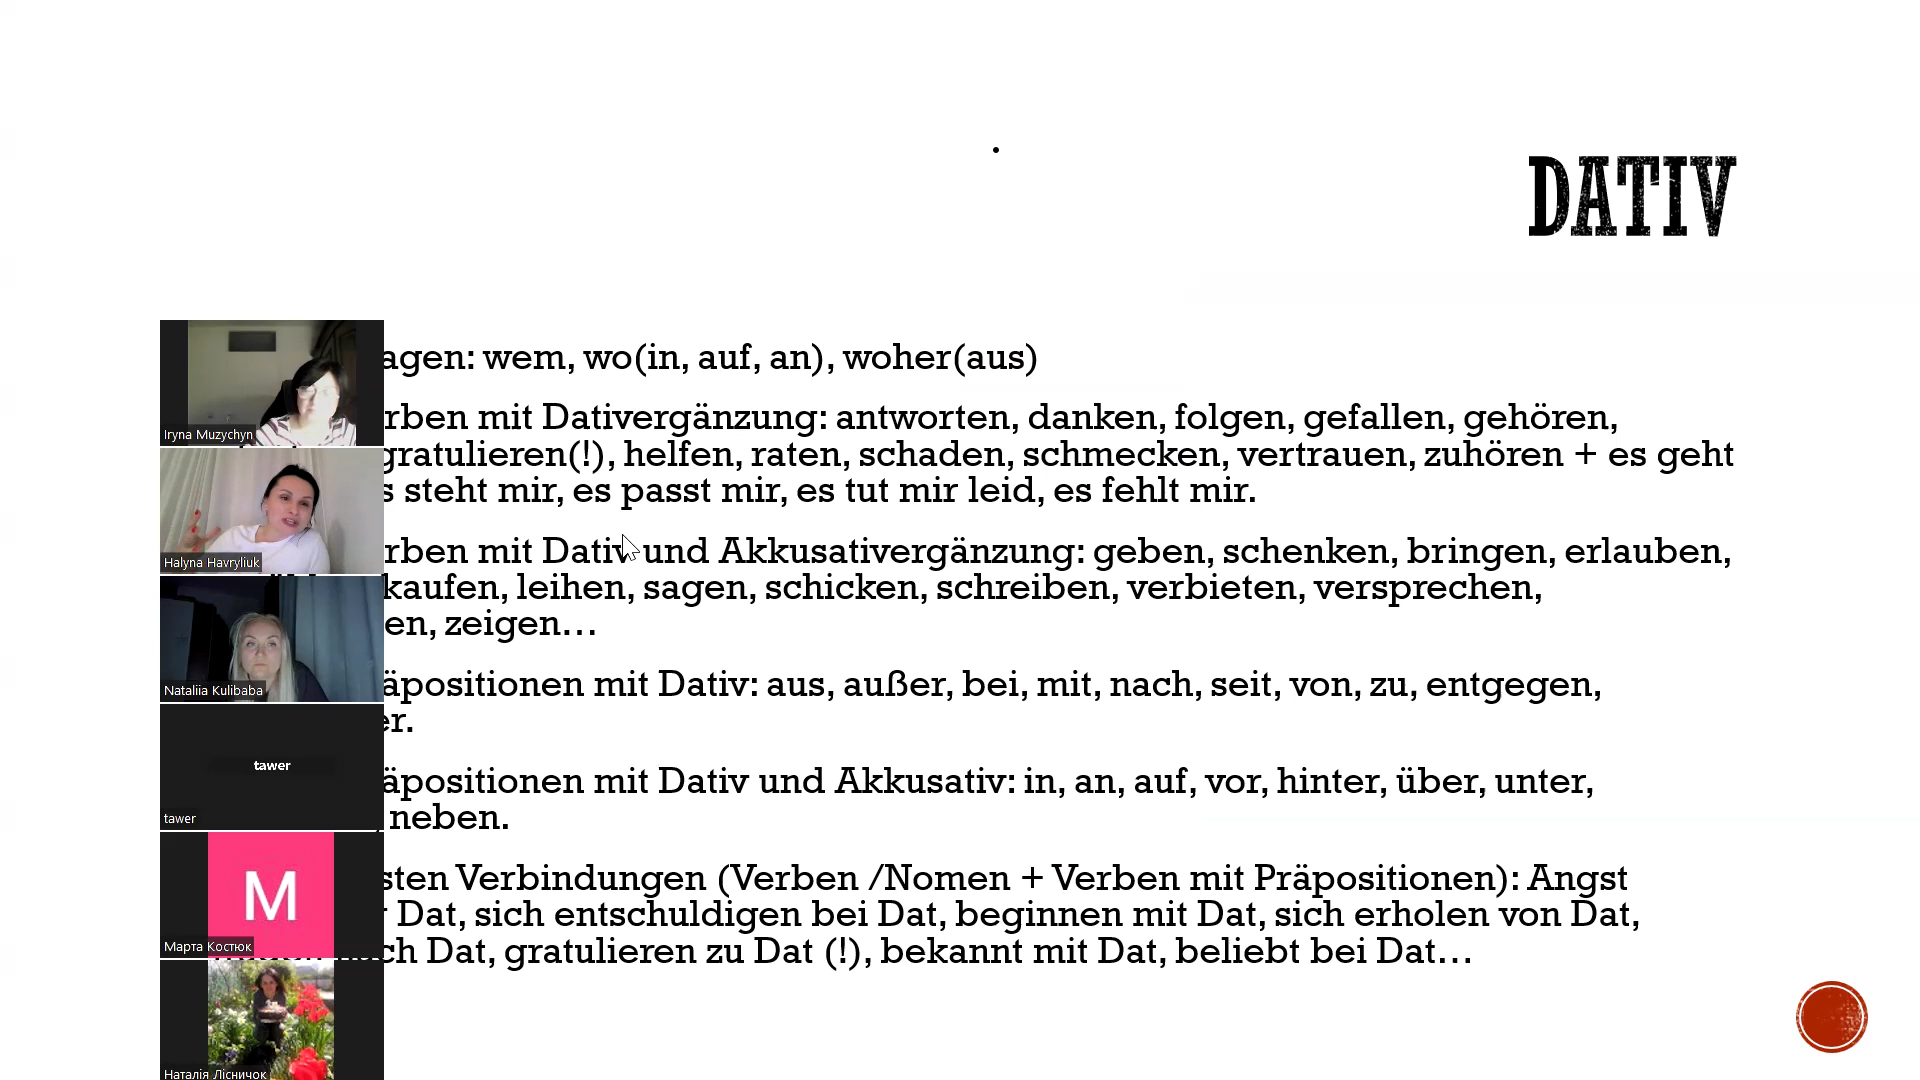 DATIV
agen: wem, wo(in, auf, an), woher(aus)
rben mit Dativergänzung: antworten, danken, folgen, gefallen, gehören,
gratulieren(!), helfen, raten, schaden, schmecken, vertrauen, zuhören + es geht
s steht mir, es passt mir, es tut mir leid, es fehlt mir.
rben mit Dativ und Akkusativergänzung: geben, schenken, bringen, erlauben,
kaufen, leihen, sagen, schicken, schreiben, verbieten, versprechen,
en, zeigen…
äpositionen mit Dativ: aus, außer, bei, mit, nach, seit, von, zu, entgegen,
er.
äpositionen mit Dativ und Akkusativ: in, an, auf, vor, hinter, über, unter,
, neben.
sten Verbindungen (Verben /Nomen + Verben mit Präpositionen): Angst
Dat, sich entschuldigen bei Dat, beginnen mit Dat, sich erholen von Dat,
ch Dat, gratulieren zu Dat (!), bekannt mit Dat, beliebt bei Dat…
Iryna Muzychyn
Halyna Havryliuk
Nataliia Kulibaba
tawer
tawer
M
Марта Костюк
Наталія Лісничок